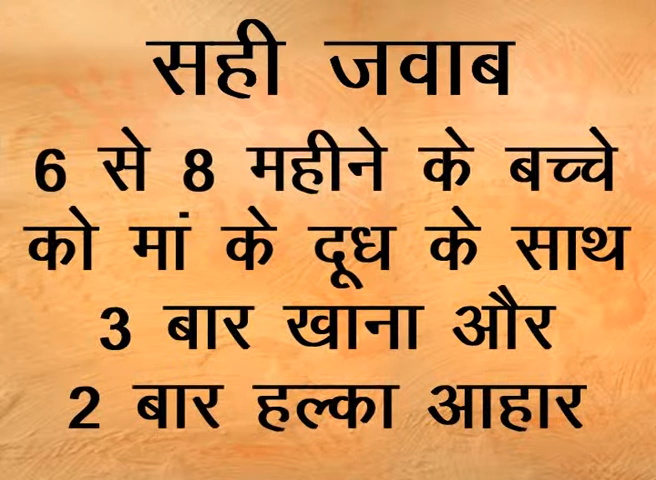 सही जवाब
6 से 8 महीने के बच्चे
को मां के दूध के साथ
3 बार खाना और
2 बार हल्का आहार